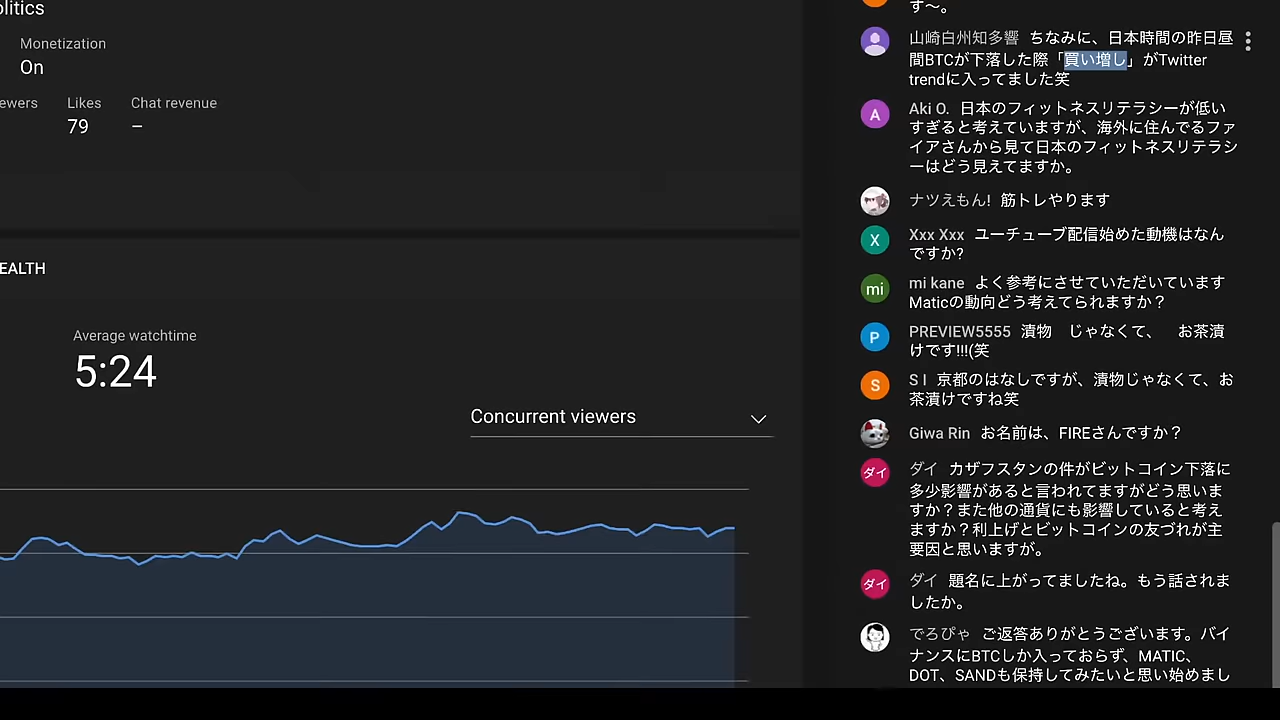 olitics
Monetization
On
ewers Likes Chat revenue
79 –
EALTH
Average watchtime
5:24
Concurrent viewers
す〜。
山崎白州知多響 ちなみに、日本時間の昨日昼
間BTCが下落した際「買い増し」がTwitter
trendに入ってました笑
A
Aki O. 日本のフィットネスリテラシーが低い
すぎると考えていますが、海外に住んでるファ
イアさんから見て日本のフィットネスリテラシ
ーはどう見えてますか。
ナツえもん! 筋トレやります
X
Xxx Xxx ユーチューブ配信始めた動機はなん
ですか?
mi
mi kane よく参考にさせていただいています
Maticの動向どう考えてられますか？
P
PREVIEW5555 漬物　じゃなくて、　お茶漬
けです!!!(笑
S
S I 京都のはなしですが、漬物じゃなくて、お
茶漬けですね笑
Giwa Rin お名前は、FIREさんですか？
ダイ
ダイ カザフスタンの件がビットコイン下落に
多少影響があると言われてますがどう思いま
すか？また他の通貨にも影響していると考え
ますか？利上げとビットコインの友づれが主
要因と思いますが。
ダイ
ダイ 題名に上がってましたね。もう話されま
したか。
でろぴゃ ご返答ありがとうございます。バイ
ナンスにBTCしか入っておらず、MATIC、
DOT、SANDも保持してみたいと思い始めまし